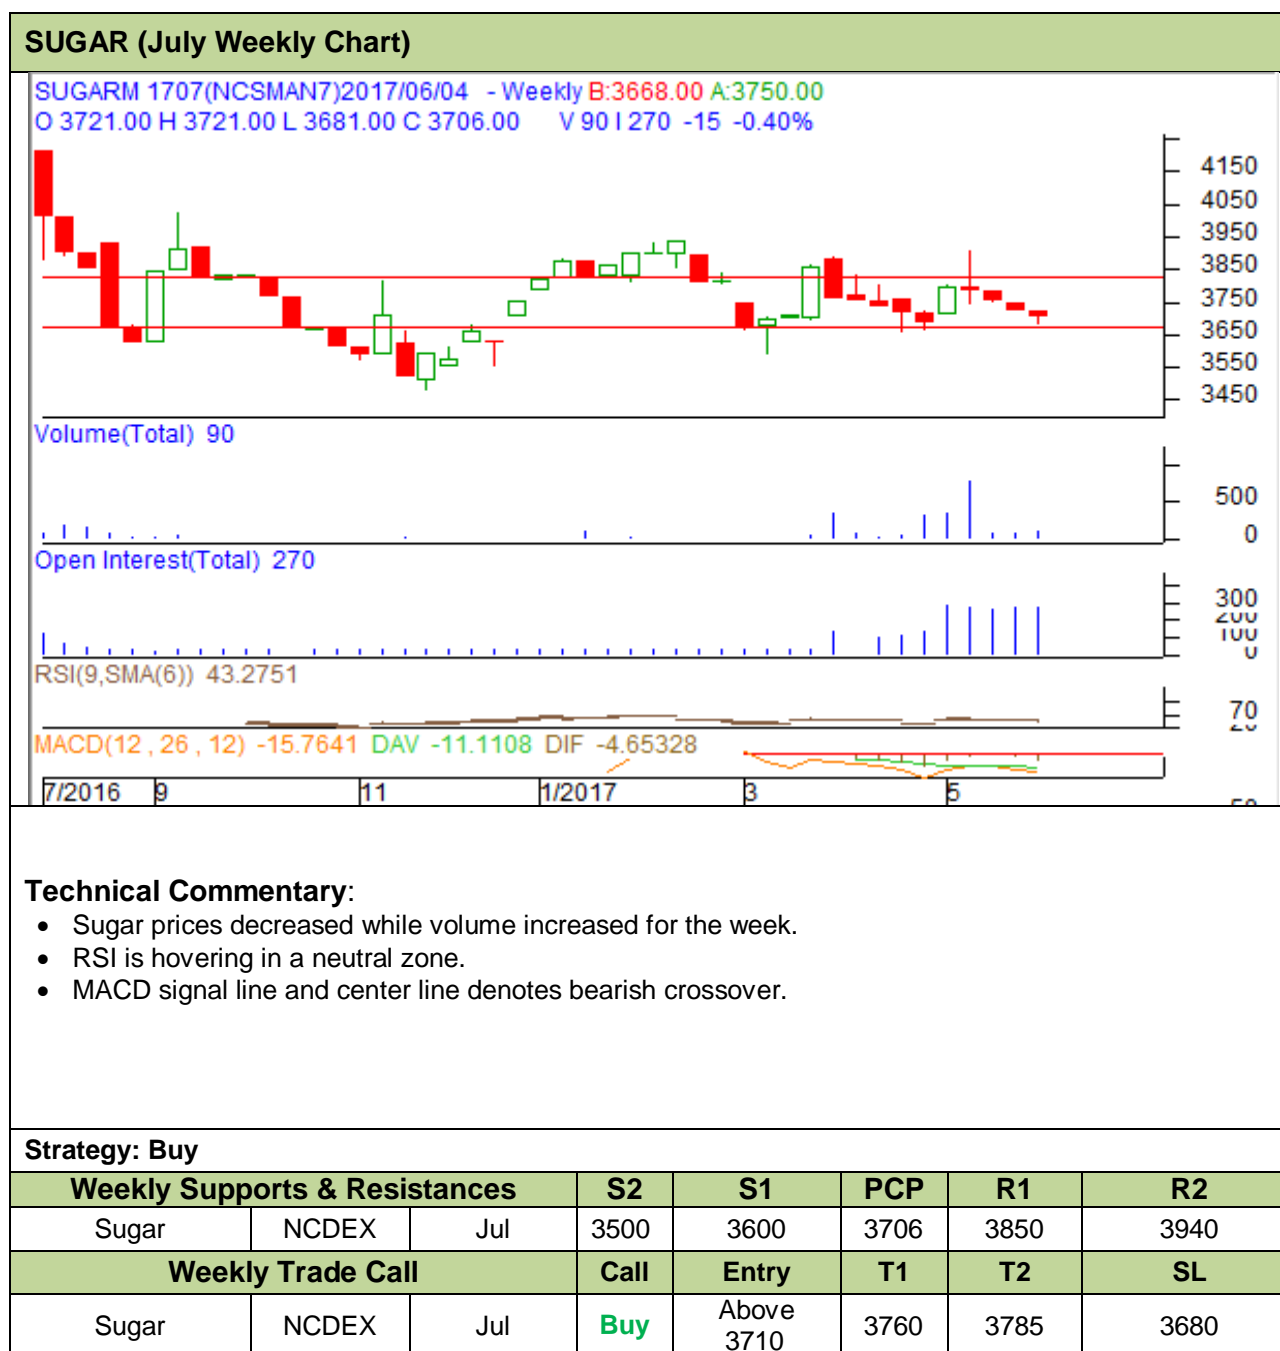 SUGAR (July Weekly Chart)
SUGARM 1707(NCSMAN7)2017/06/04 - Weekly B:3668.00 A:3750.00
O 3721.00 H 3721.00 L 3681.00 C 3706.00 V 90 I 270 -15 -0.40%
4150
4050
3950
3850
3750
3650
3550
3450
Volume(Total) 90
500
0
Open Interest(Total) 270
300
200
100
0
RSI(9,SMA(6)) 43.2751
70
MACD(12 , 26 , 12) -15.7641 DAV -11.1108 DIF -4.65328
7/2016 9 11 1/2017 3 5
Technical Commentary:
• Sugar prices decreased while volume increased for the week.
• RSI is hovering in a neutral zone.
• MACD signal line and center line denotes bearish crossover.
Strategy: Buy
Weekly Supports & Resistances S2 S1 PCP R1 R2
Sugar NCDEX Jul 3500 3600 3706 3850 3940
Weekly Trade Call Call Entry T1 T2 SL
Sugar NCDEX Jul Buy Above 3710 3760 3785 3680